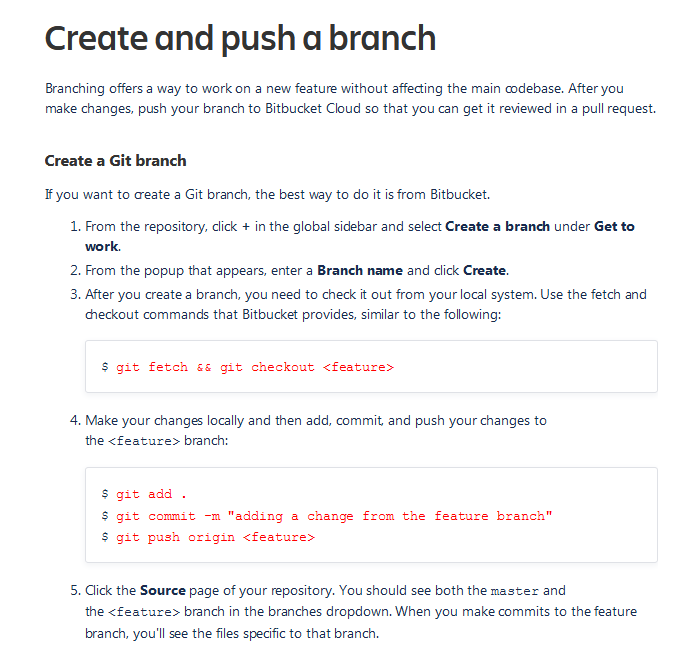 Create and push a branch
Branching offers a way to work on a new feature without affecting the main codebase. After you
make changes, push your branch to Bitbucket Cloud so that you can get it reviewed in a pull request.
Create a Git branch
If you want to create a Git branch, the best way to do it is from Bitbucket.
1. From the repository, click + in the global sidebar and select Create a branch under Get to
work.
2. From the popup that appears, enter a Branch name and click Create.
3. After you create a branch, you need to check it out from your local system. Use the fetch and
checkout commands that Bitbucket provides, similar to the following:
$ git fetch && git checkout <feature>
4. Make your changes locally and then add, commit, and push your changes to
the <feature> branch:
$ git add .
$ git commit -m "adding a change from the feature branch"
$ git push origin <feature>
5. Click the Source page of your repository. You should see both the master and
the <feature> branch in the branches dropdown. When you make commits to the feature
branch, you'll see the files specific to that branch.